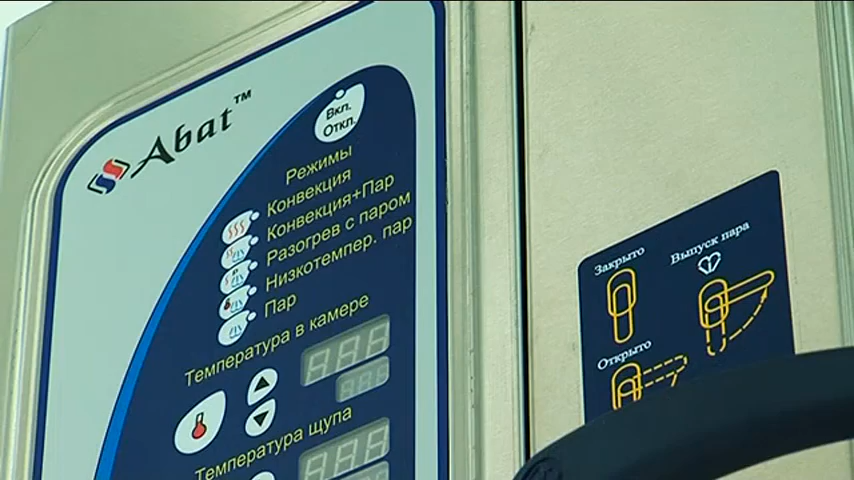 Abat™
Вкл.
Откл.
Режимы
Конвекция
Конвекция+Пар
Разогрев с паром
Низкотемпер. пар
Пар
Температура в камере
Температура щупа
Закрыто
Выпуск пара
Открыто